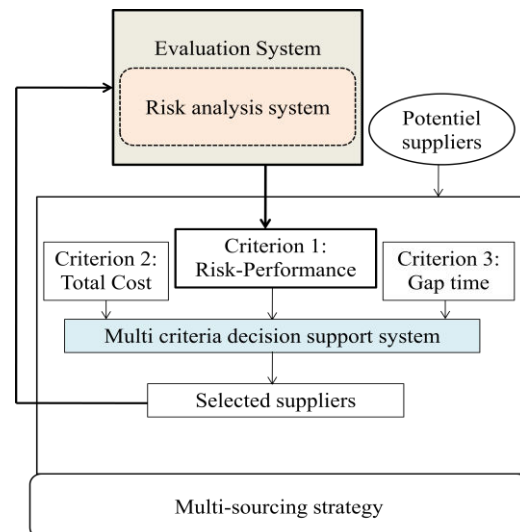 Evaluation System
Risk analysis system
Potentiel
suppliers
Criterion 1:
Risk-Performance
Criterion 2:
Total Cost
Criterion 3:
Gap time
Multi criteria decision support system
Selected suppliers
Multi-sourcing strategy